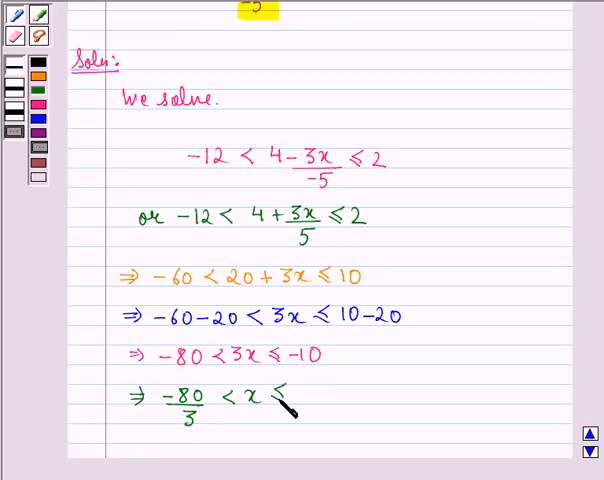 -5
Soln:
We solve.
-12 < 4 - 3x/-5 ≤ 2
or -12 < 4 + 3x/5 ≤ 2
⇒ -60 < 20 + 3x ≤ 10
⇒ -60-20 < 3x ≤ 10-20
⇒ -80 < 3x ≤ -10
⇒ -80/3 < x ≤